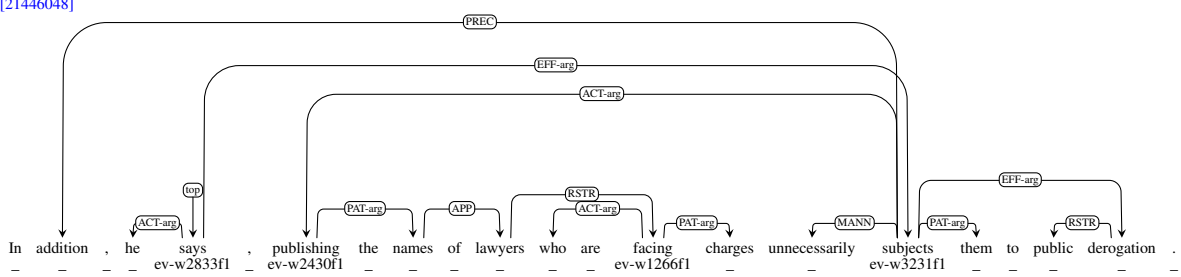 [21446048]
PREC
EFF-arg
ACT-arg
EFF-arg
top
RSTR
ACT-arg PAT-arg APP ACT-arg PAT-arg MANN PAT-arg RSTR
In addition , he says , publishing the names of lawyers who are facing charges unnecessarily subjects them to public derogation .
_ _ _ _ ev-w2833f1 _ ev-w2430f1 _ _ _ _ _ _ ev-w1266f1 _ _ ev-w3231f1 _ _ _ _ _